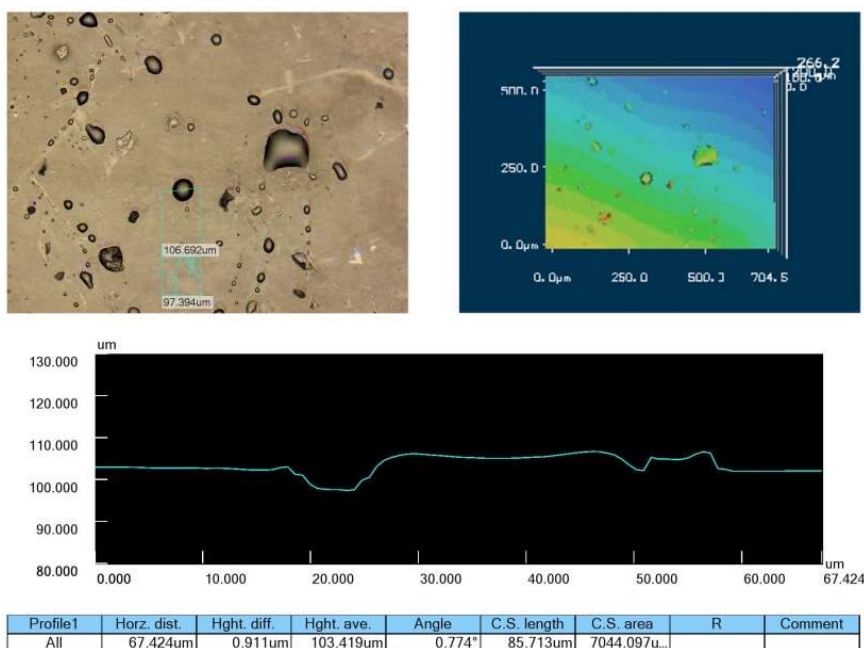 106.692um
97.394um
266.2
500.0
250.0
0.0µm
0.0µm 250.0 500.0 704.5
um
130.000
120.000
110.000
100.000
90.000
80.000
um
0.000 10.000 20.000 30.000 40.000 50.000 60.000 67.424
Profile1 Horz. dist. Hght. diff. Hght. ave. Angle C.S. length C.S. area R Comment
All 67.424um 0.911um 103.419um 0.774° 85.713um 7044.097u...